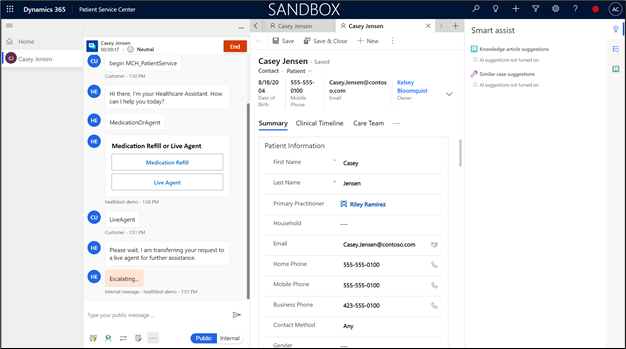 Dynamics 365
Patient Service Center
SANDBOX
AC
Home
CJ
Casey Jensen
Casey Jensen
00:09:17
Neutral
End
CU
begin MCH_PatientService
Customer - 1:50 PM
HE
Hi there, I'm your Healthcare Assistant. How
can I help you today?
HE
MedicationOrAgent
HE
Medication Refill or Live Agent
Medication Refill
Live Agent
healthbot-demo - 1:50 PM
CU
LiveAgent
Customer - 1:51 PM
HE
Please wait, I am transferring your request to
a live agent for further assistance.
HE
Escalating...
internal message - healthbot-demo - 1:51 PM
Type your public message ...
Public
Internal
Casey Jensen
Casey Jensen
Save
Save & Close
New
Casey Jensen - Saved
Contact · Patient
8/18/20
04
Date of
Birth
555-555-
0100
Mobile
Phone
Casey.Jensen@contos
o.com
Email
Kelsey
Bloomquist
Owner
Summary
Clinical Timeline
Care Team
Patient Information
First Name
*
Casey
Last Name
*
Jensen
Primary Practitioner
Riley Ramirez
Household
---
Email
Casey.Jensen@contoso.com
Home Phone
555-555-0100
Mobile Phone
555-555-0100
Business Phone
423-555-0100
Contact Method
Any
Gender
---
Smart assist
Knowledge article suggestions
AI suggestions not turned on.
Similar case suggestions
AI suggestions not turned on.